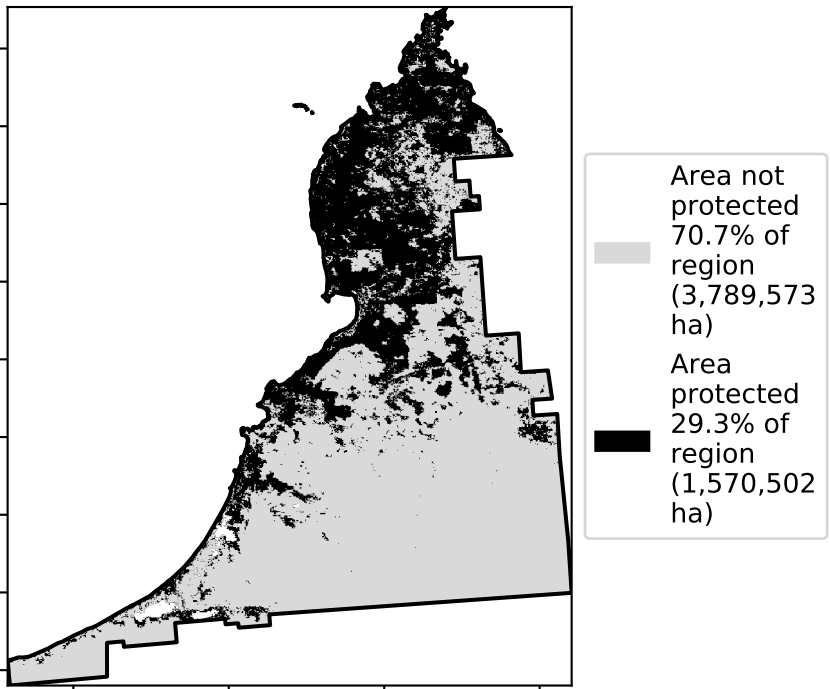 Area not
protected
70.7% of
region
(3,789,573
ha)
Area
protected
29.3% of
region
(1,570,502
ha)